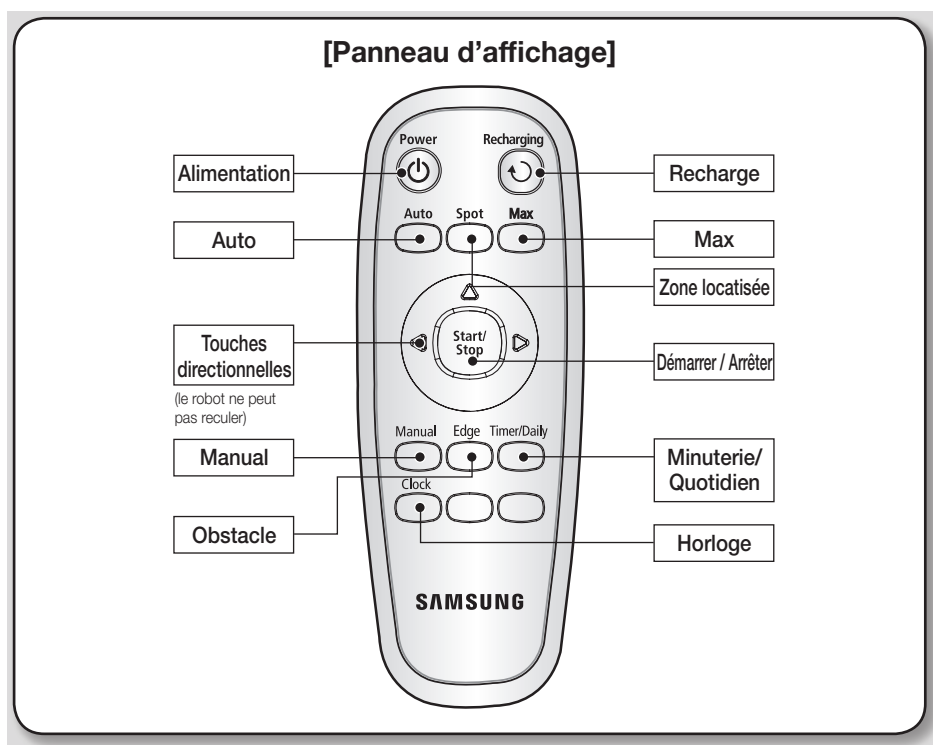 [Panneau d'affichage]
Power
Recharging
Alimentation
Recharge
Auto
Spot
Max
Auto
Max
Zone locatisée
Start/
Stop
Touches
directionnelles
(le robot ne peut
pas reculer)
Démarrer / Arrêter
Manual
Edge
Timer/Daily
Manual
Minuterie/
Quotidien
Clock
Obstacle
Horloge
SAMSUNG